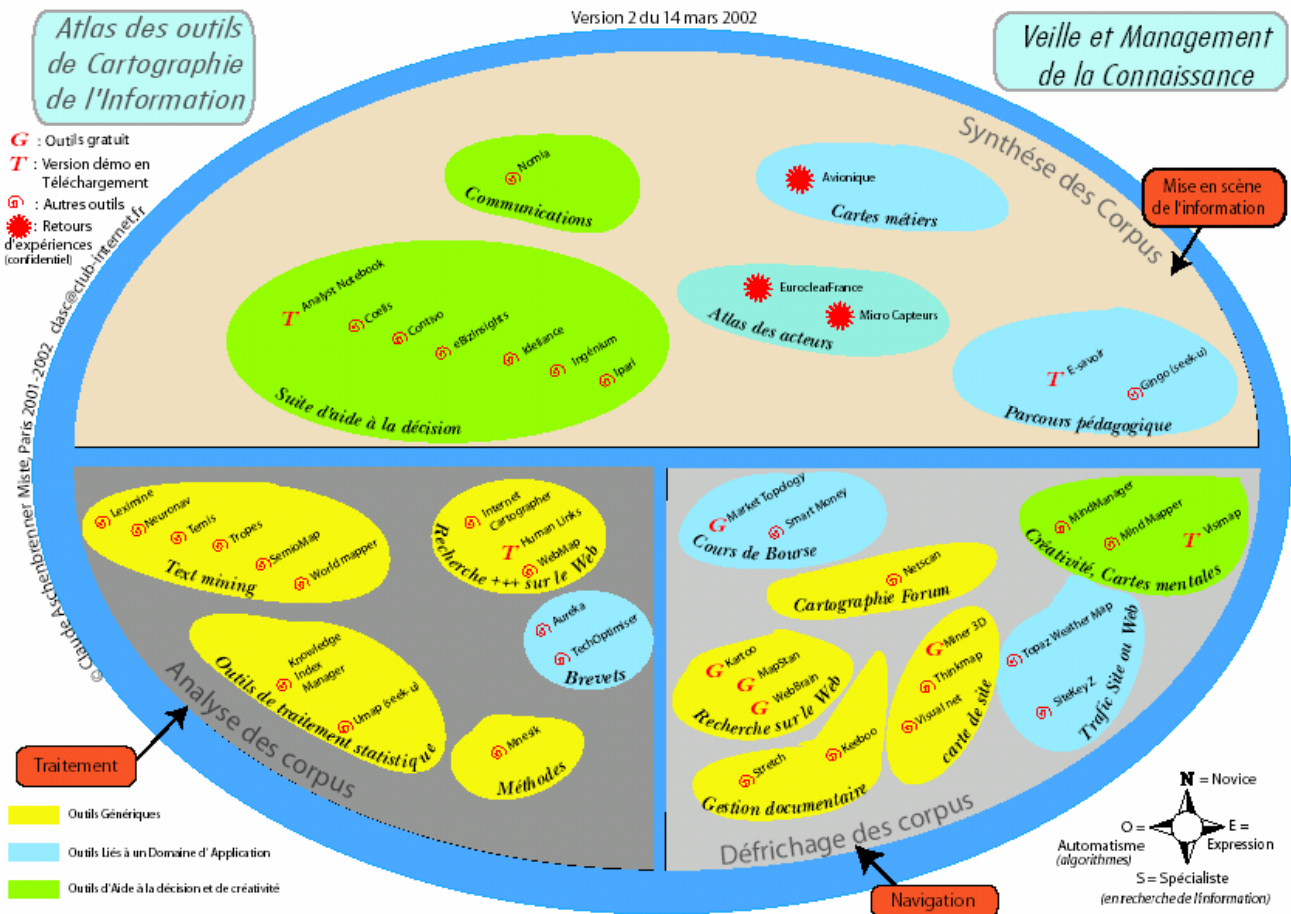 Version 2 du 14 mars 2002
Atlas des outils
de Cartographie
de l'Information
Veille et Management
de la Connaissance
G : Outils gratuit
T : Version démo en
Téléchargement
: Autres outils
: Retours
d'expériences
(confidentiel)
© Claude Aschenbrenner Miste, Paris 2001-2002 clasc@club-internet.fr
Synthése des Corpus
Mise en scène
de l'information
Nomia
Communications
Avionique
Cartes métiers
T Analyst Notebook
Coelis
Contivo
eBizInsights
Ideliance
Ingénium
Ipari
Suite d'aide à la décision
EuroclearFrance
Micro Capteurs
Atlas des acteurs
T E-savoir
Gingo (seek-u)
Parcours pédagogique
Leximine
Neuronav
Temis
Tropes
SemioMap
World mapper
Text mining
Internet
Cartographer
T Human Links
WebMap
Recherche +++ sur le Web
Aureka
TechOptimiser
Brevets
Knowledge
Index
Manager
Umap (seek-u)
Outils de traitement statistique
Mnesik
Méthodes
Analyse des corpus
Traitement
G Market Topology
Smart Money
Cours de Bourse
MindManager
Mind Mapper
T Visimap
Créativité, Cartes mentales
Netscan
Cartographie Forum
G Kartoo
G MapStan
G WebBrain
Recherche sur le Web
G Miner 3D
Thinkmap
Visual net
carte de site
Topaz Weather Map
SiteKeyZ
Trafic Site ou Web
Stretch
Keeboo
Gestion documentaire
Défrichage des corpus
Navigation
Outils Génériques
Outils Liés à un Domaine d' Application
Outils d'Aide à la décision et de créativité
N = Novice
O =
Automatisme
(algorithmes)
E =
Expression
S = Spécialiste
(en recherche de l'information)